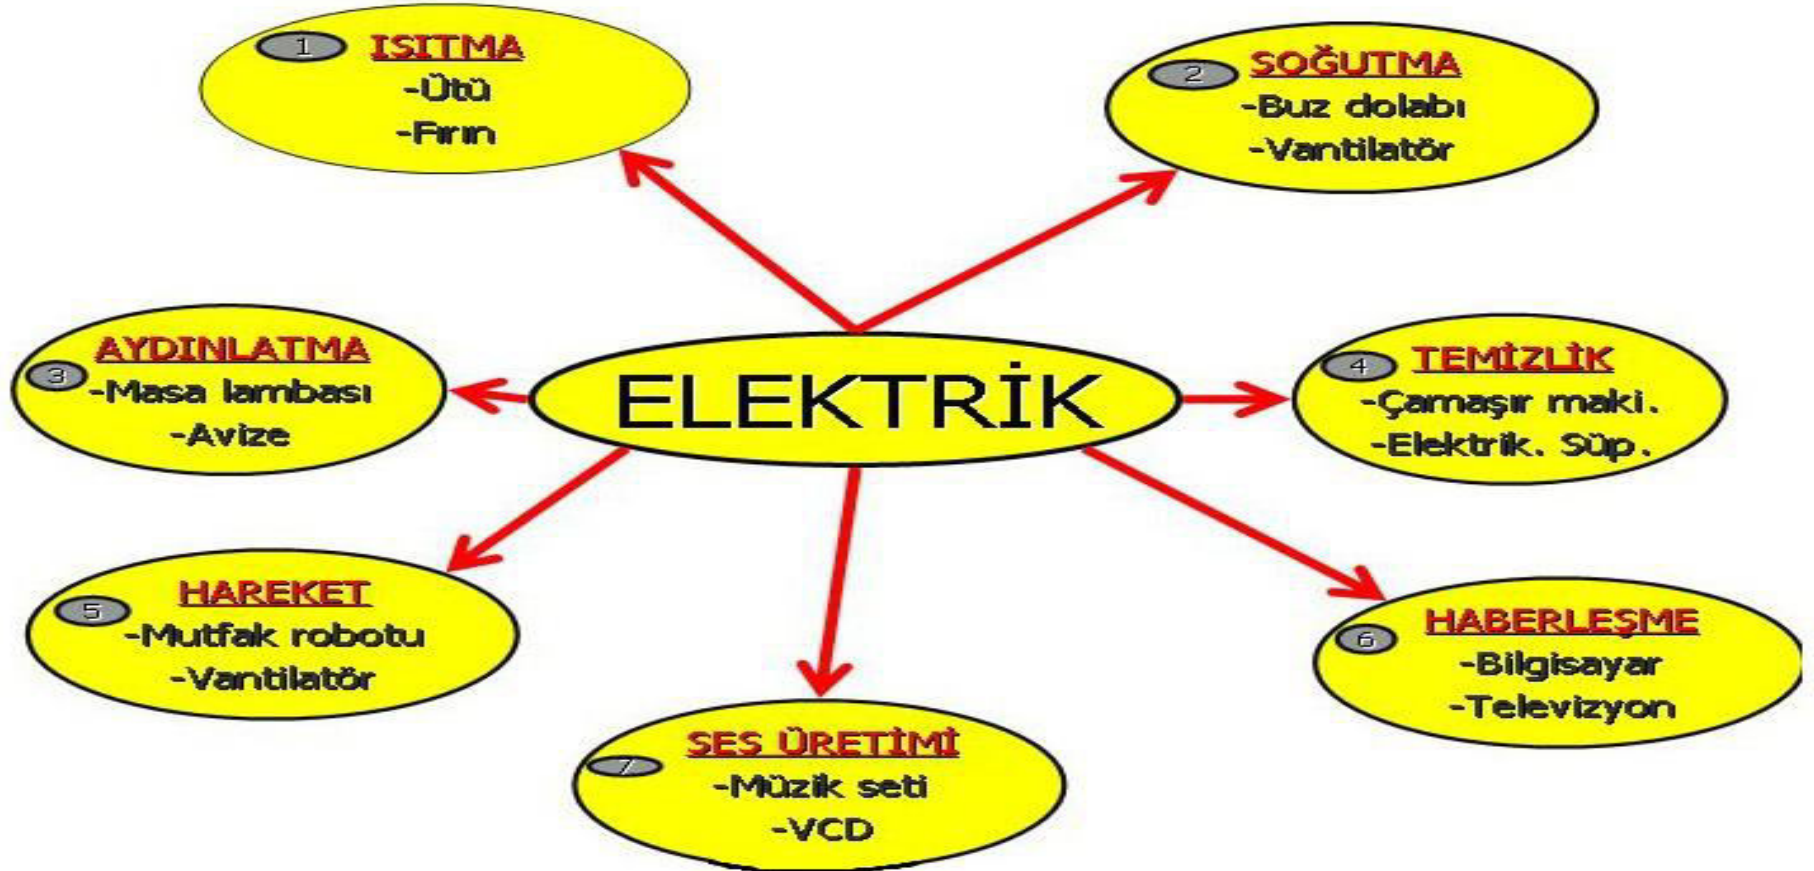 1 ISITMA
-Ütü
-Fırın
2 SOĞUTMA
-Buz dolabı
-Vantilatör
3 AYDINLATMA
-Masa lambası
-Avize
ELEKTRİK
4 TEMİZLİK
-Çamaşır maki.
-Elektrik. Süp.
5 HAREKET
-Mutfak robotu
-Vantilatör
6 HABERLEŞME
-Bilgisayar
-Televizyon
7 SES ÜRETİMİ
-Müzik seti
-VCD